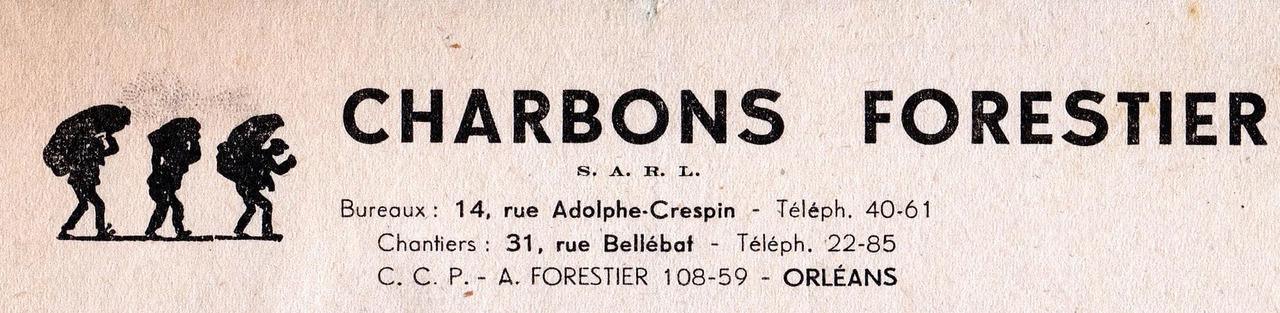 CHARBONS FORESTIER
S. A. R. L.
Bureaux : 14, rue Adolphe-Crespin - Téléph. 40-61
Chantiers : 31, rue Bellébat - Téléph. 22-85
C. C. P. - A. FORESTIER 108-59 - ORLÉANS